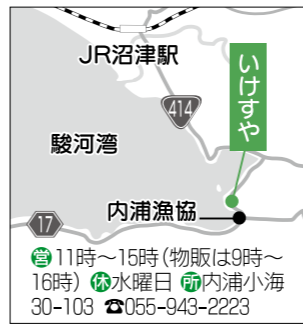 JR沼津駅
414
いけすや
駿河湾
内浦漁協
17
営11時〜15時(物販は9時〜
16時) 休水曜日 所内浦小海
30-103 ☎055-943-2223